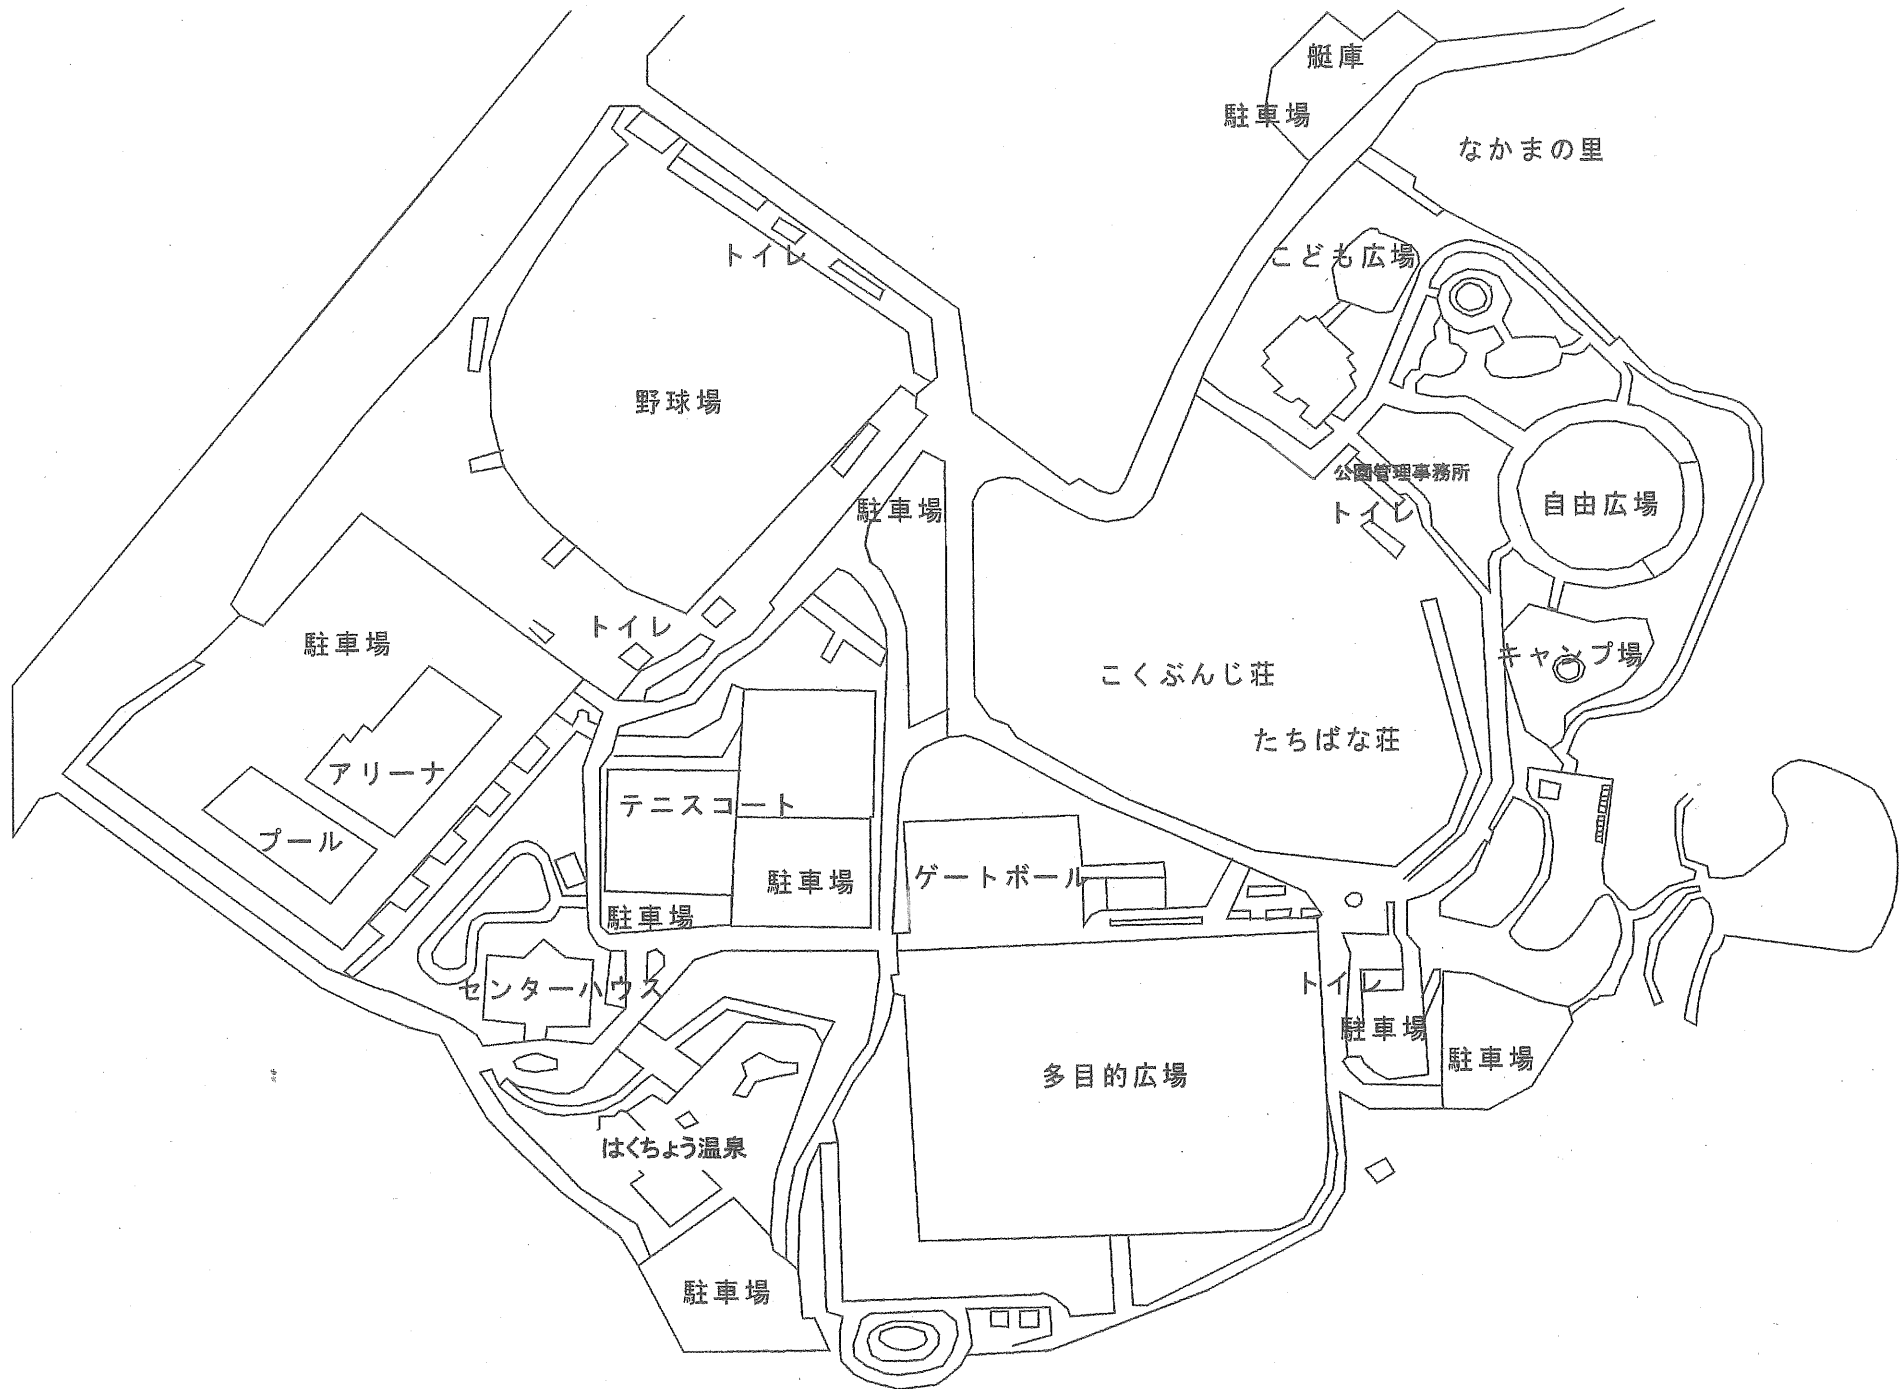 艇庫
駐車場
なかまの里
トイレ
こども広場
野球場
公園管理事務所
駐車場
トイレ
自由広場
トイレ
駐車場
キャンプ場
こくぶんじ荘
たちばな荘
アリーナ
テニスコート
プール
駐車場
ゲートボール
駐車場
センターハウス
トイレ
駐車場
駐車場
多目的広場
はくちょう温泉
駐車場